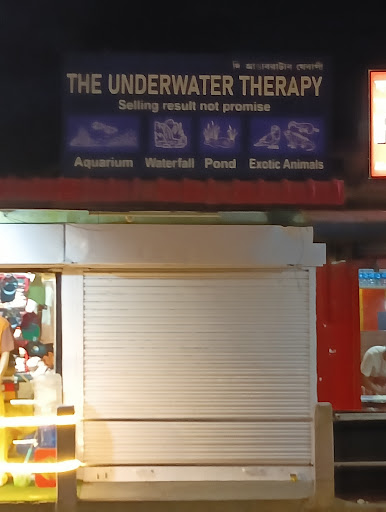 THE UNDERWATER THERAPY
Selling result not promise
Aquarium Waterfall Pond Exotic Animals